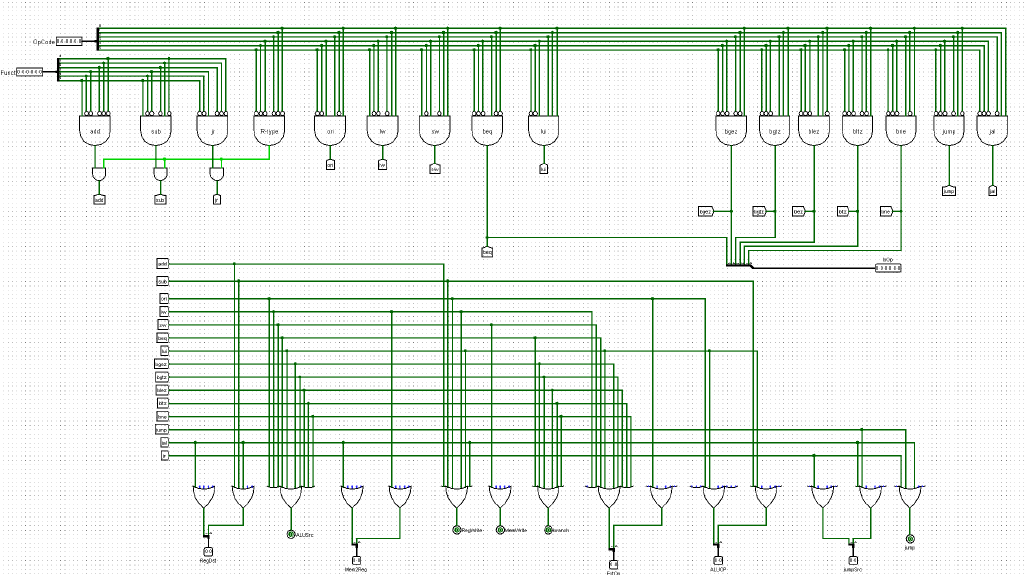 OpCode
Funct
add
sub
jr
R-type
ori
lw
sw
beq
lui
bgez
bgtz
blez
bltz
bne
jump
jal
ori
lw
sw
lui
add
sub
jr
jump
jal
bgez
bgtz
blez
bltz
bne
beq
add
sub
ori
lw
sw
beq
lui
bgez
bgtz
blez
bltz
bne
jump
jal
jr
ALUSrc
RegWrite
MemWrite
Branch
jump
RegDst
Mem2Reg
ExtOp
ALUOP
jumpSrc